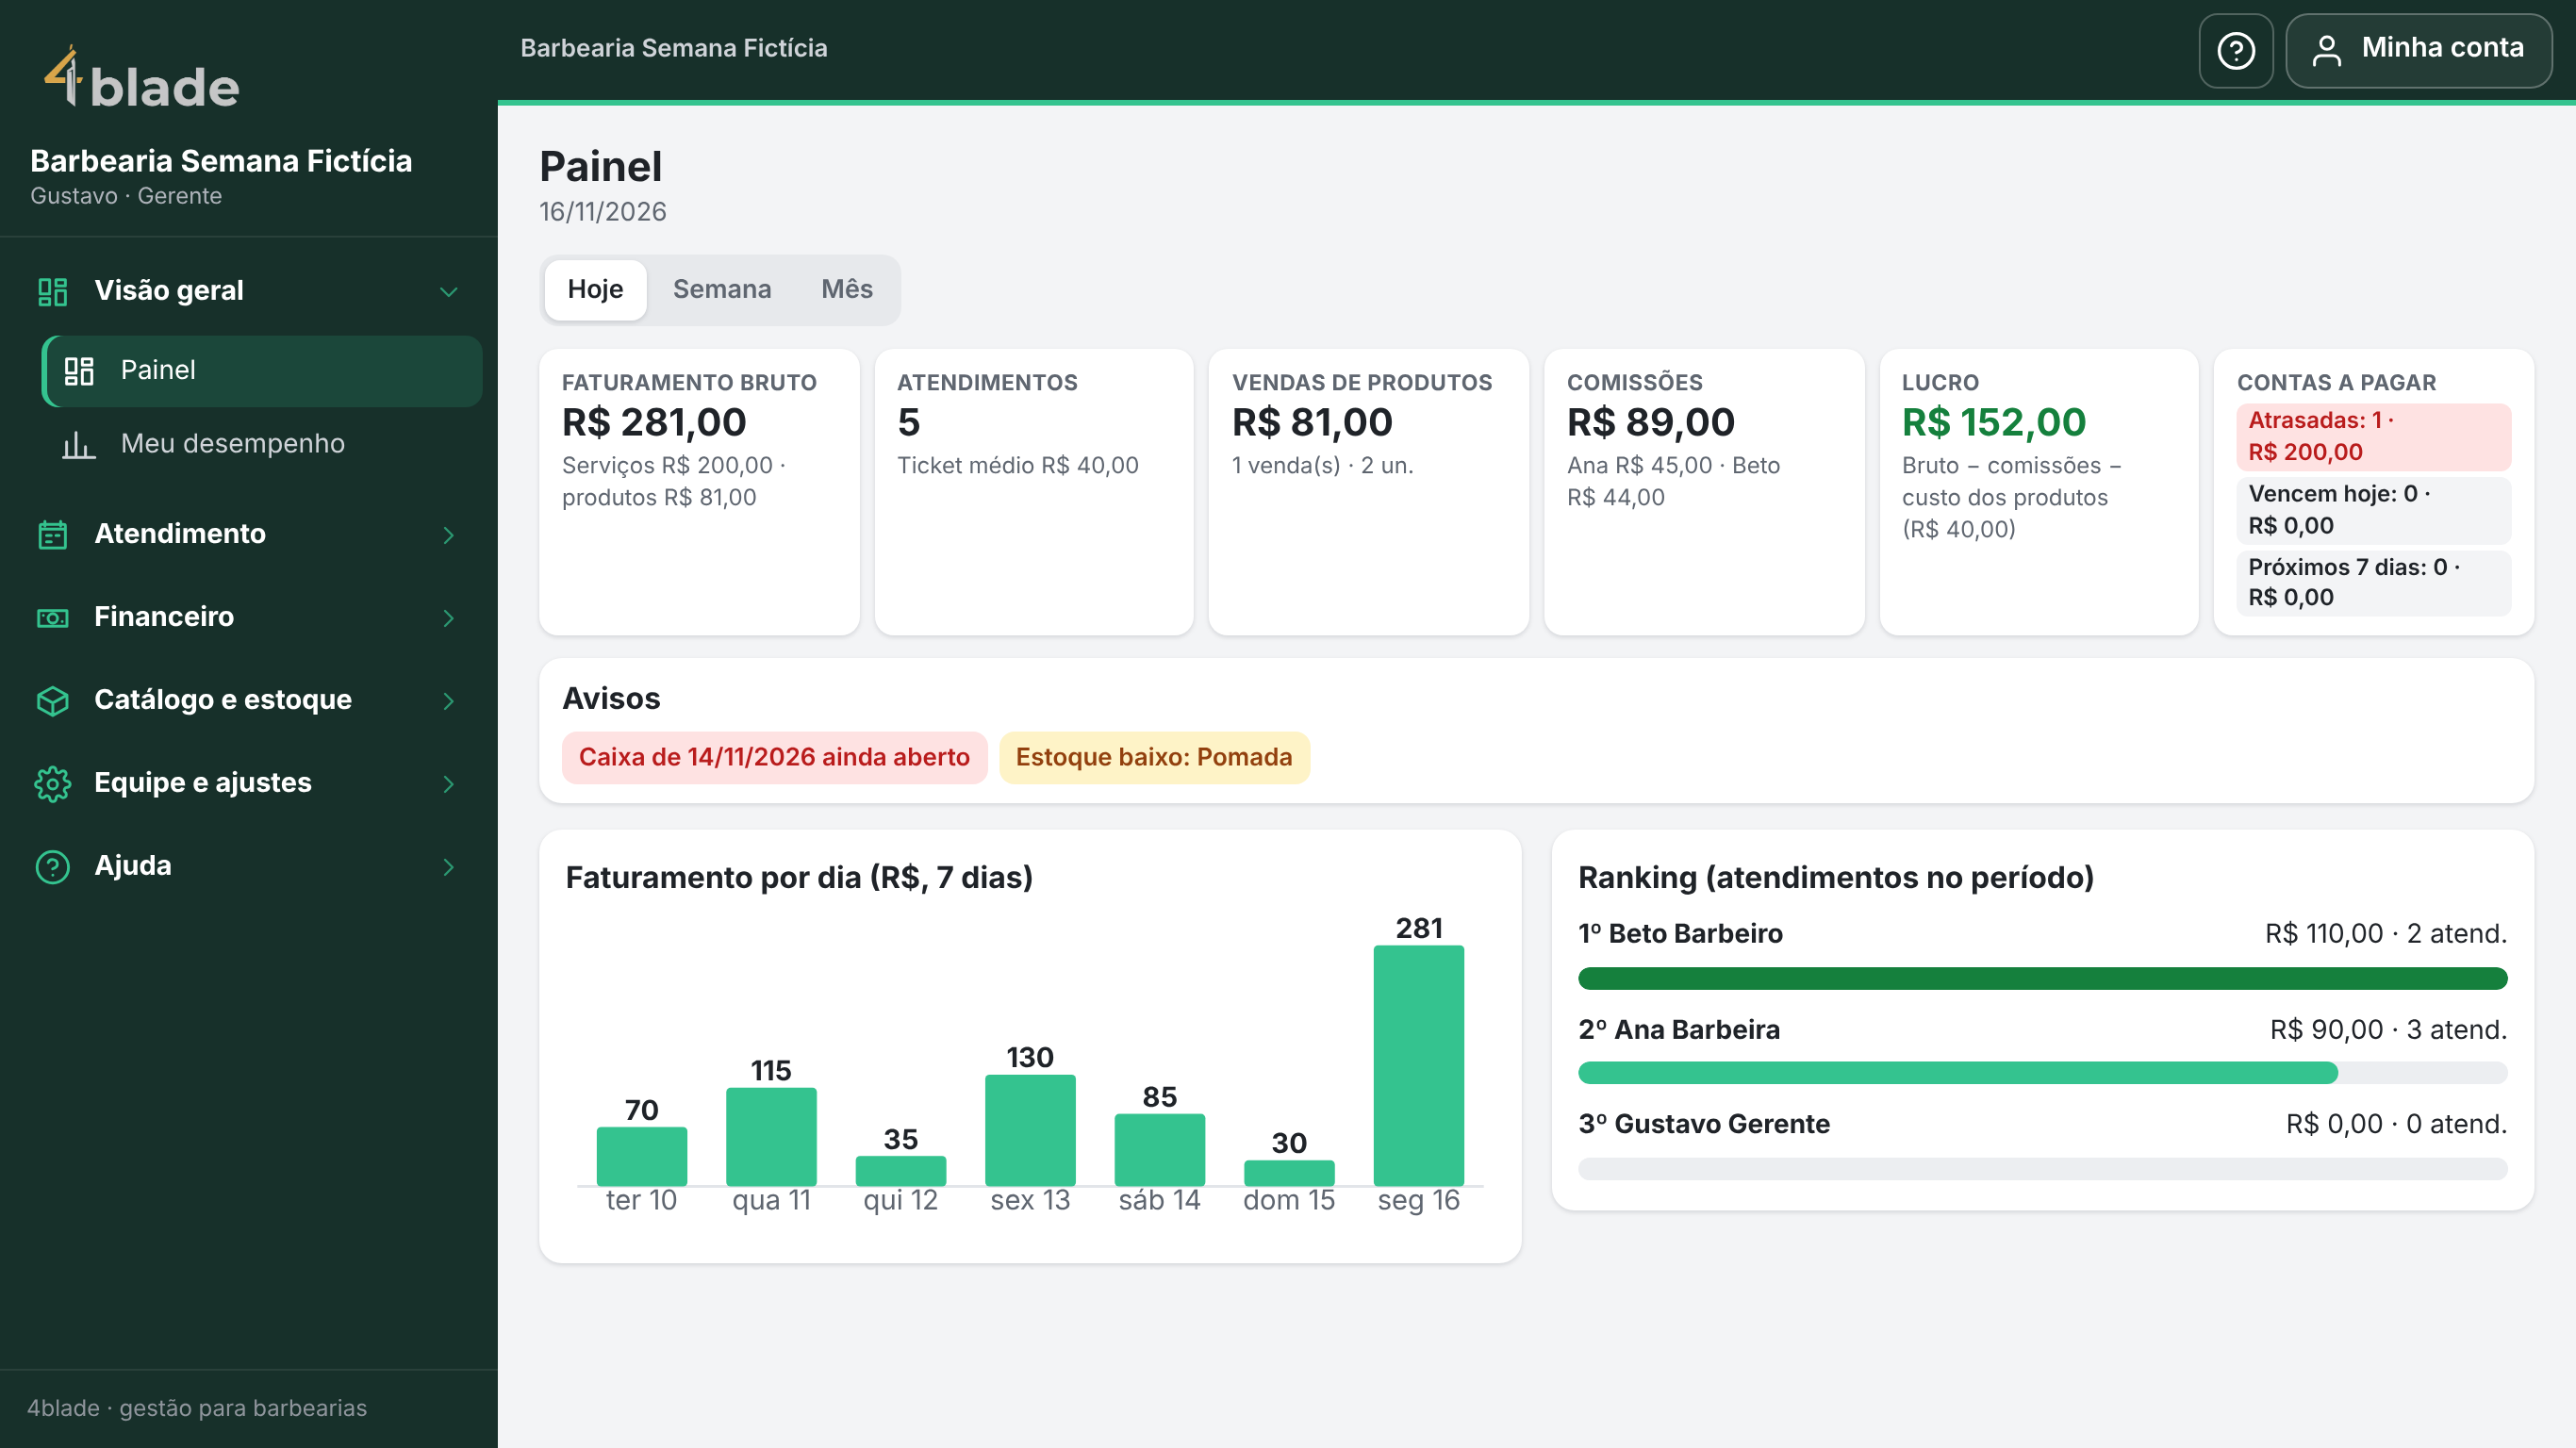 4blade
Barbearia Semana Fictícia
Gustavo · Gerente
Visão geral
Painel
Meu desempenho
Atendimento
Financeiro
Catálogo e estoque
Equipe e ajustes
Ajuda
4blade · gestão para barbearias
Barbearia Semana Fictícia
Minha conta
Painel
16/11/2026
Hoje
Semana
Mês
FATURAMENTO BRUTO
R$ 281,00
Serviços R$ 200,00 ·
produtos R$ 81,00
ATENDIMENTOS
5
Ticket médio R$ 40,00
VENDAS DE PRODUTOS
R$ 81,00
1 venda(s) · 2 un.
COMISSÕES
R$ 89,00
Ana R$ 45,00 · Beto
R$ 44,00
LUCRO
R$ 152,00
Bruto − comissões −
custo dos produtos
(R$ 40,00)
CONTAS A PAGAR
Atrasadas: 1 ·
R$ 200,00
Vencem hoje: 0 ·
R$ 0,00
Próximos 7 dias: 0 ·
R$ 0,00
Avisos
Caixa de 14/11/2026 ainda aberto
Estoque baixo: Pomada
Faturamento por dia (R$, 7 dias)
70
115
35
130
85
30
281
ter 10
qua 11
qui 12
sex 13
sáb 14
dom 15
seg 16
Ranking (atendimentos no período)
1º Beto Barbeiro
R$ 110,00 · 2 atend.
2º Ana Barbeira
R$ 90,00 · 3 atend.
3º Gustavo Gerente
R$ 0,00 · 0 atend.